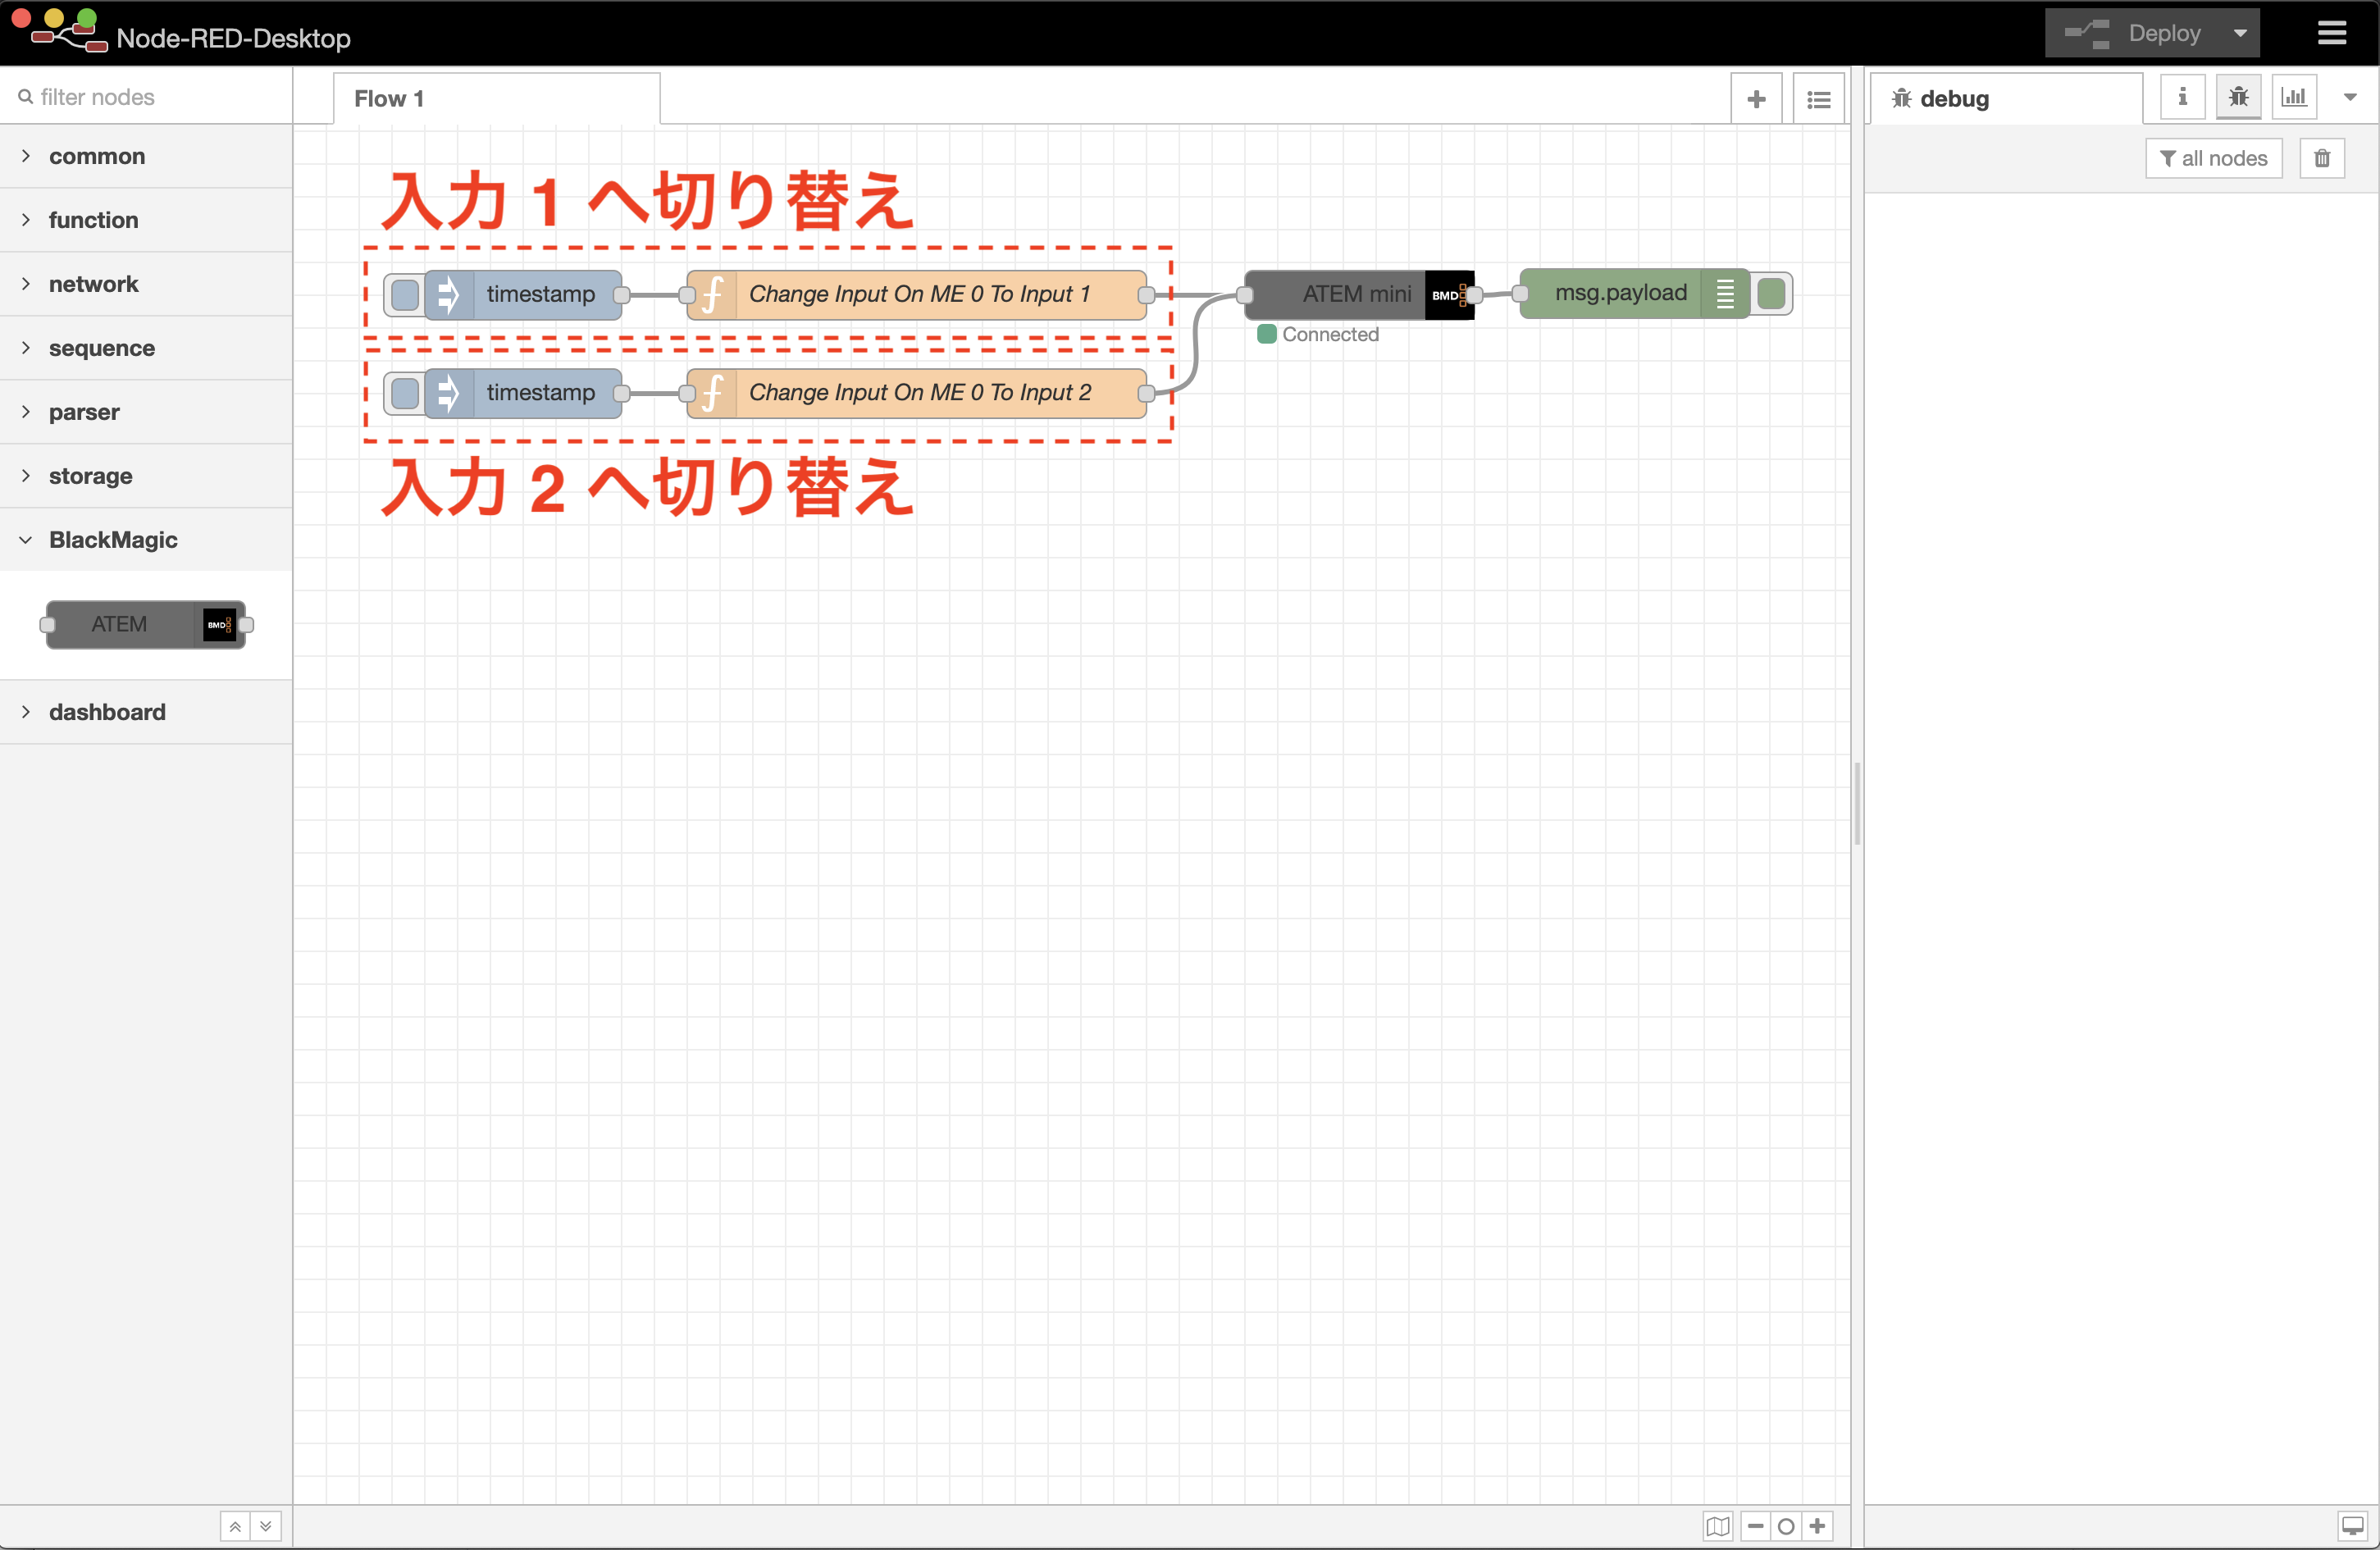 Node-RED-Desktop
Deploy
filter nodes
Flow 1
debug
all nodes
common
function
network
sequence
parser
storage
BlackMagic
ATEM
BMD
dashboard
入力 1 へ切り替え
timestamp
Change Input On ME 0 To Input 1
ATEM mini
BMD
msg.payload
Connected
timestamp
Change Input On ME 0 To Input 2
入力 2 へ切り替え